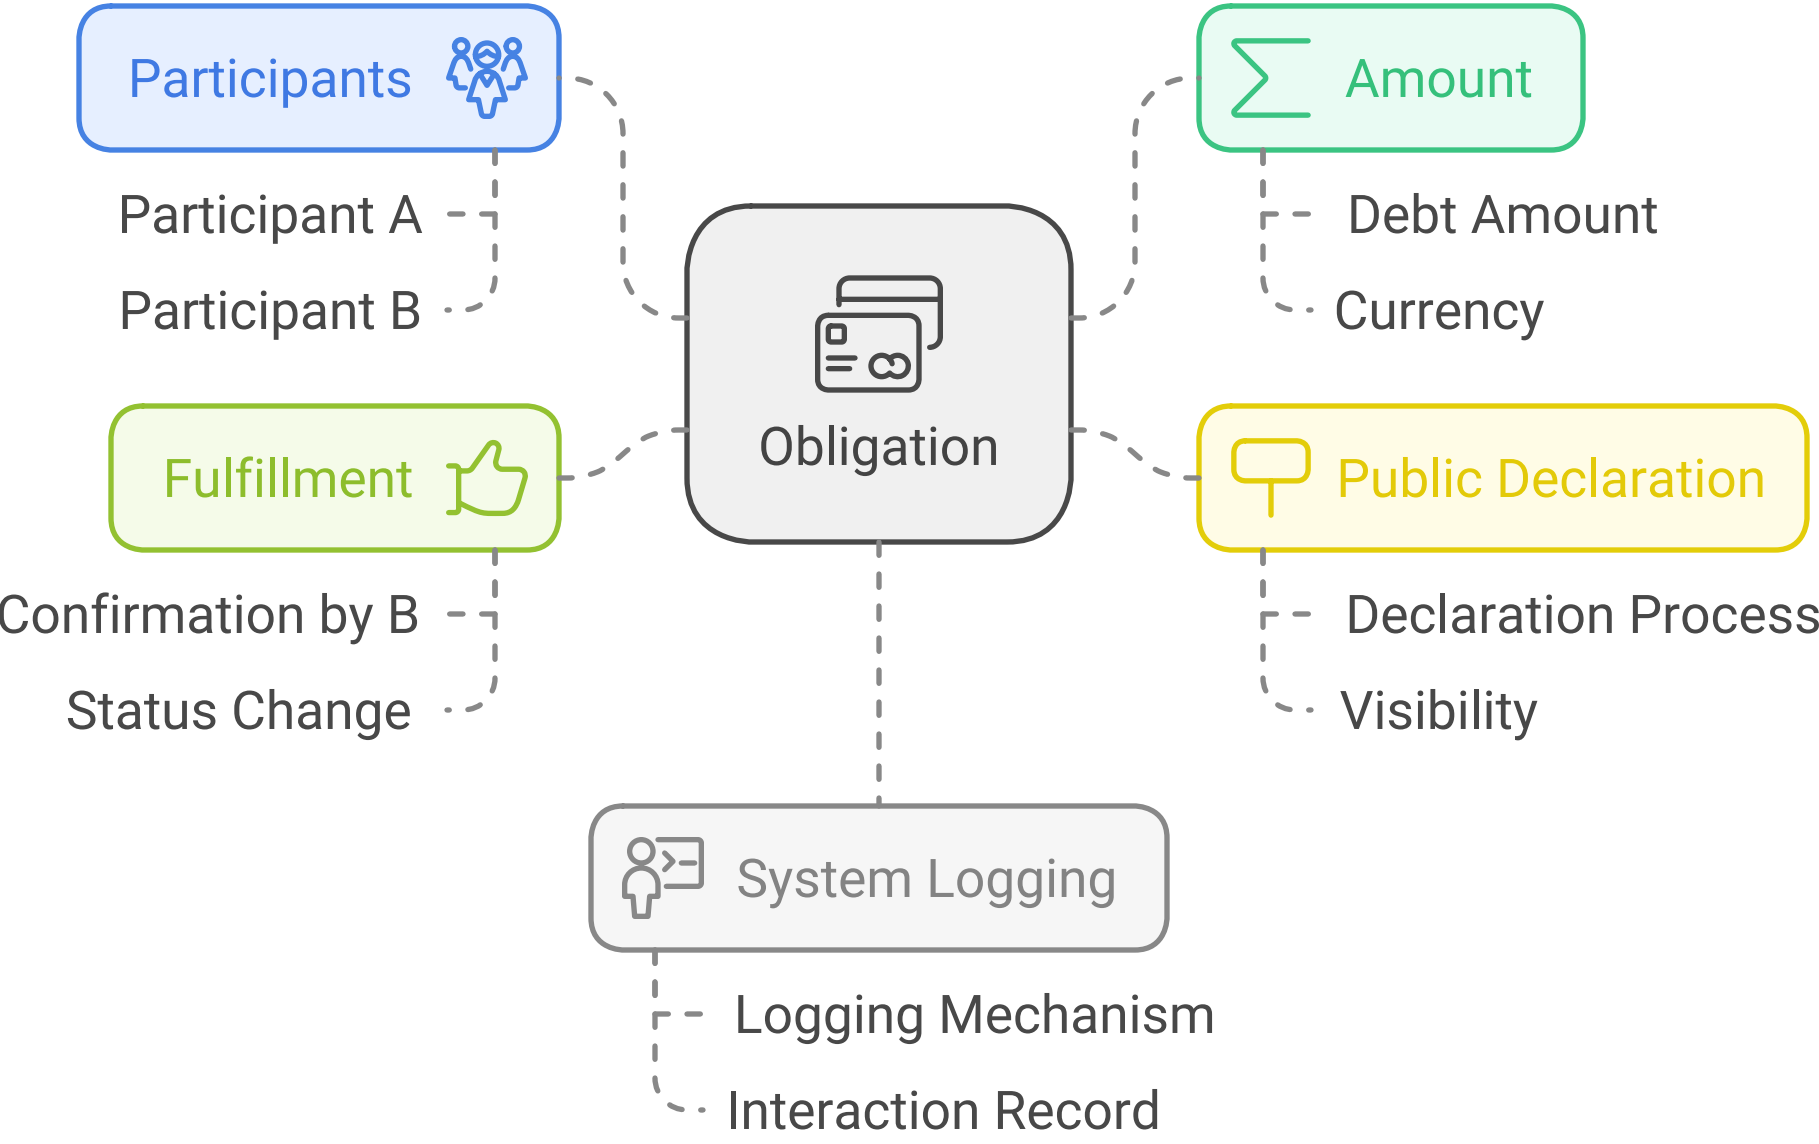 Participants
Participant A
Participant B
Amount
Debt Amount
Currency
Obligation
Fulfillment
Confirmation by B
Status Change
Public Declaration
Declaration Process
Visibility
System Logging
Logging Mechanism
Interaction Record